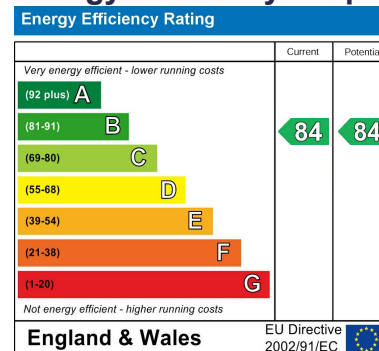 Energy Efficiency Rating
Current Potential
Very energy efficient - lower running costs
(92 plus) A
(81-91) B
84 84
(69-80) C
(55-68) D
(39-54) E
(21-38) F
(1-20) G
Not energy efficient - higher running costs
England & Wales
EU Directive
2002/91/EC